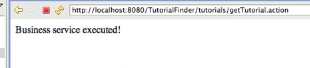 http://localhost:8080/TutorialFinder/tutorials/getTutorial.action
Business service executed!